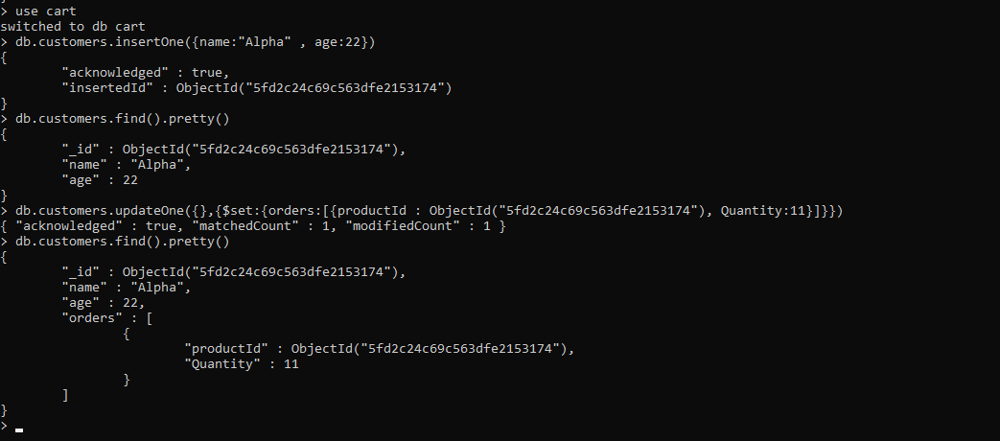 > use cart
switched to db cart
> db.customers.insertOne({name:"Alpha" , age:22})
{
        "acknowledged" : true,
        "insertedId" : ObjectId("5fd2c24c69c563dfe2153174")
}
> db.customers.find().pretty()
{
        "_id" : ObjectId("5fd2c24c69c563dfe2153174"),
        "name" : "Alpha",
        "age" : 22
}
> db.customers.updateOne({},{$set:{orders:[{productId : ObjectId("5fd2c24c69c563dfe2153174"), Quantity:11}]}})
{ "acknowledged" : true, "matchedCount" : 1, "modifiedCount" : 1 }
> db.customers.find().pretty()
{
        "_id" : ObjectId("5fd2c24c69c563dfe2153174"),
        "name" : "Alpha",
        "age" : 22,
        "orders" : [
                {
                        "productId" : ObjectId("5fd2c24c69c563dfe2153174"),
                        "Quantity" : 11
                }
        ]
}
>